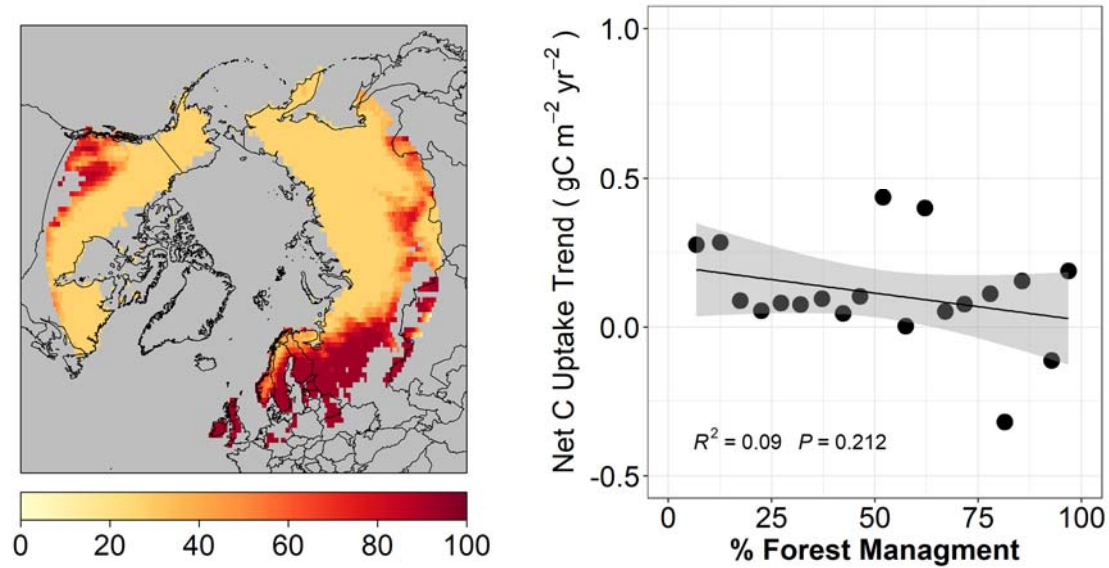 0 20 40 60 80 100
Net C Uptake Trend ( gC m⁻² yr⁻² )
1.0
0.5
0.0
-0.5
R² = 0.09 P = 0.212
0 25 50 75 100
% Forest Managment